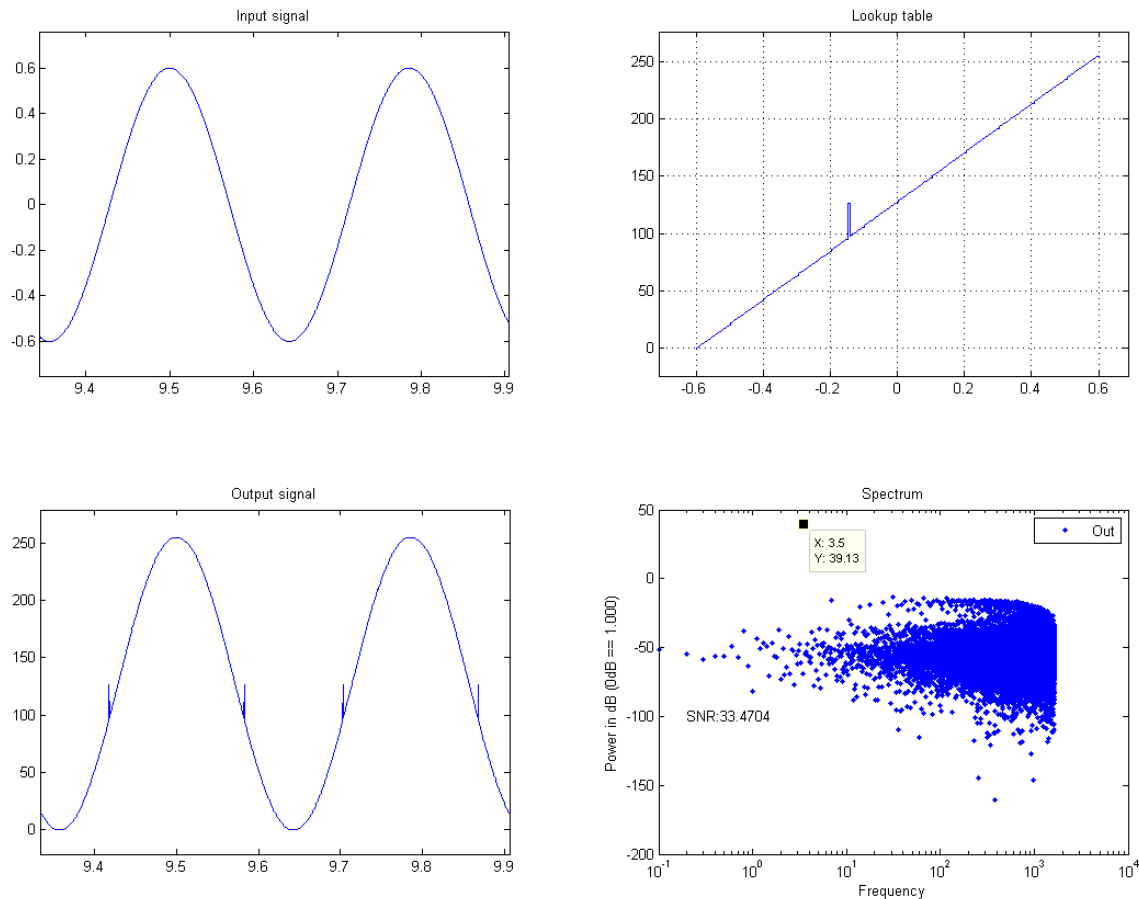 Input signal
0.6
0.4
0.2
0
-0.2
-0.4
-0.6
9.4 9.5 9.6 9.7 9.8 9.9
Lookup table
250
200
150
100
50
0
-0.6 -0.4 -0.2 0 0.2 0.4 0.6
Output signal
250
200
150
100
50
0
9.4 9.5 9.6 9.7 9.8 9.9
Spectrum
Power in dB (0dB == 1.000)
50
0
-50
-100
-150
-200
X: 3.5
Y: 39.13
Out
SNR:33.4704
10^-1 10^0 10^1 10^2 10^3 10^4
Frequency